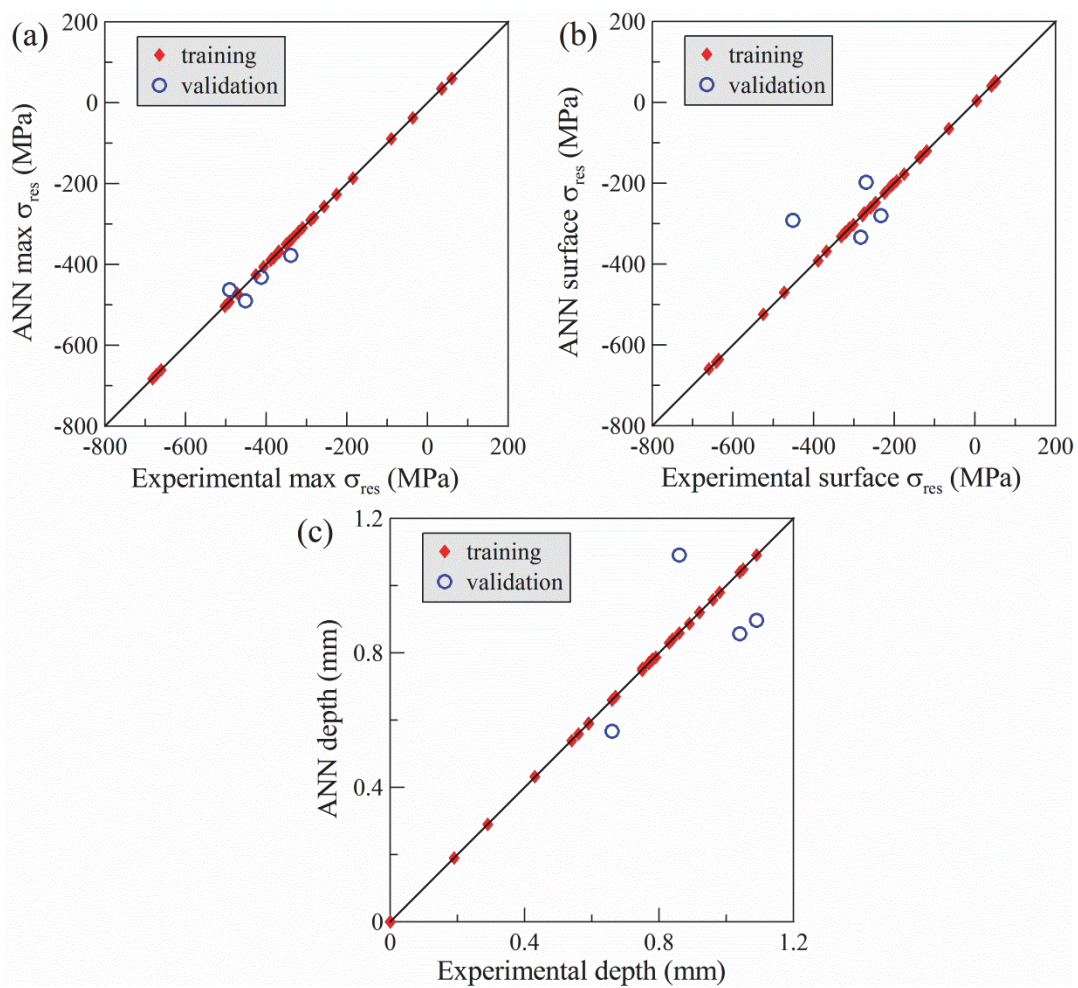 (a)
training
validation
ANN max σres (MPa)
200
0
-200
-400
-600
-800
-800 -600 -400 -200 0 200
Experimental max σres (MPa)
(b)
training
validation
ANN surface σres (MPa)
200
0
-200
-400
-600
-800
-800 -600 -400 -200 0 200
Experimental surface σres (MPa)
(c)
training
validation
ANN depth (mm)
1.2
0.8
0.4
0
0 0.4 0.8 1.2
Experimental depth (mm)